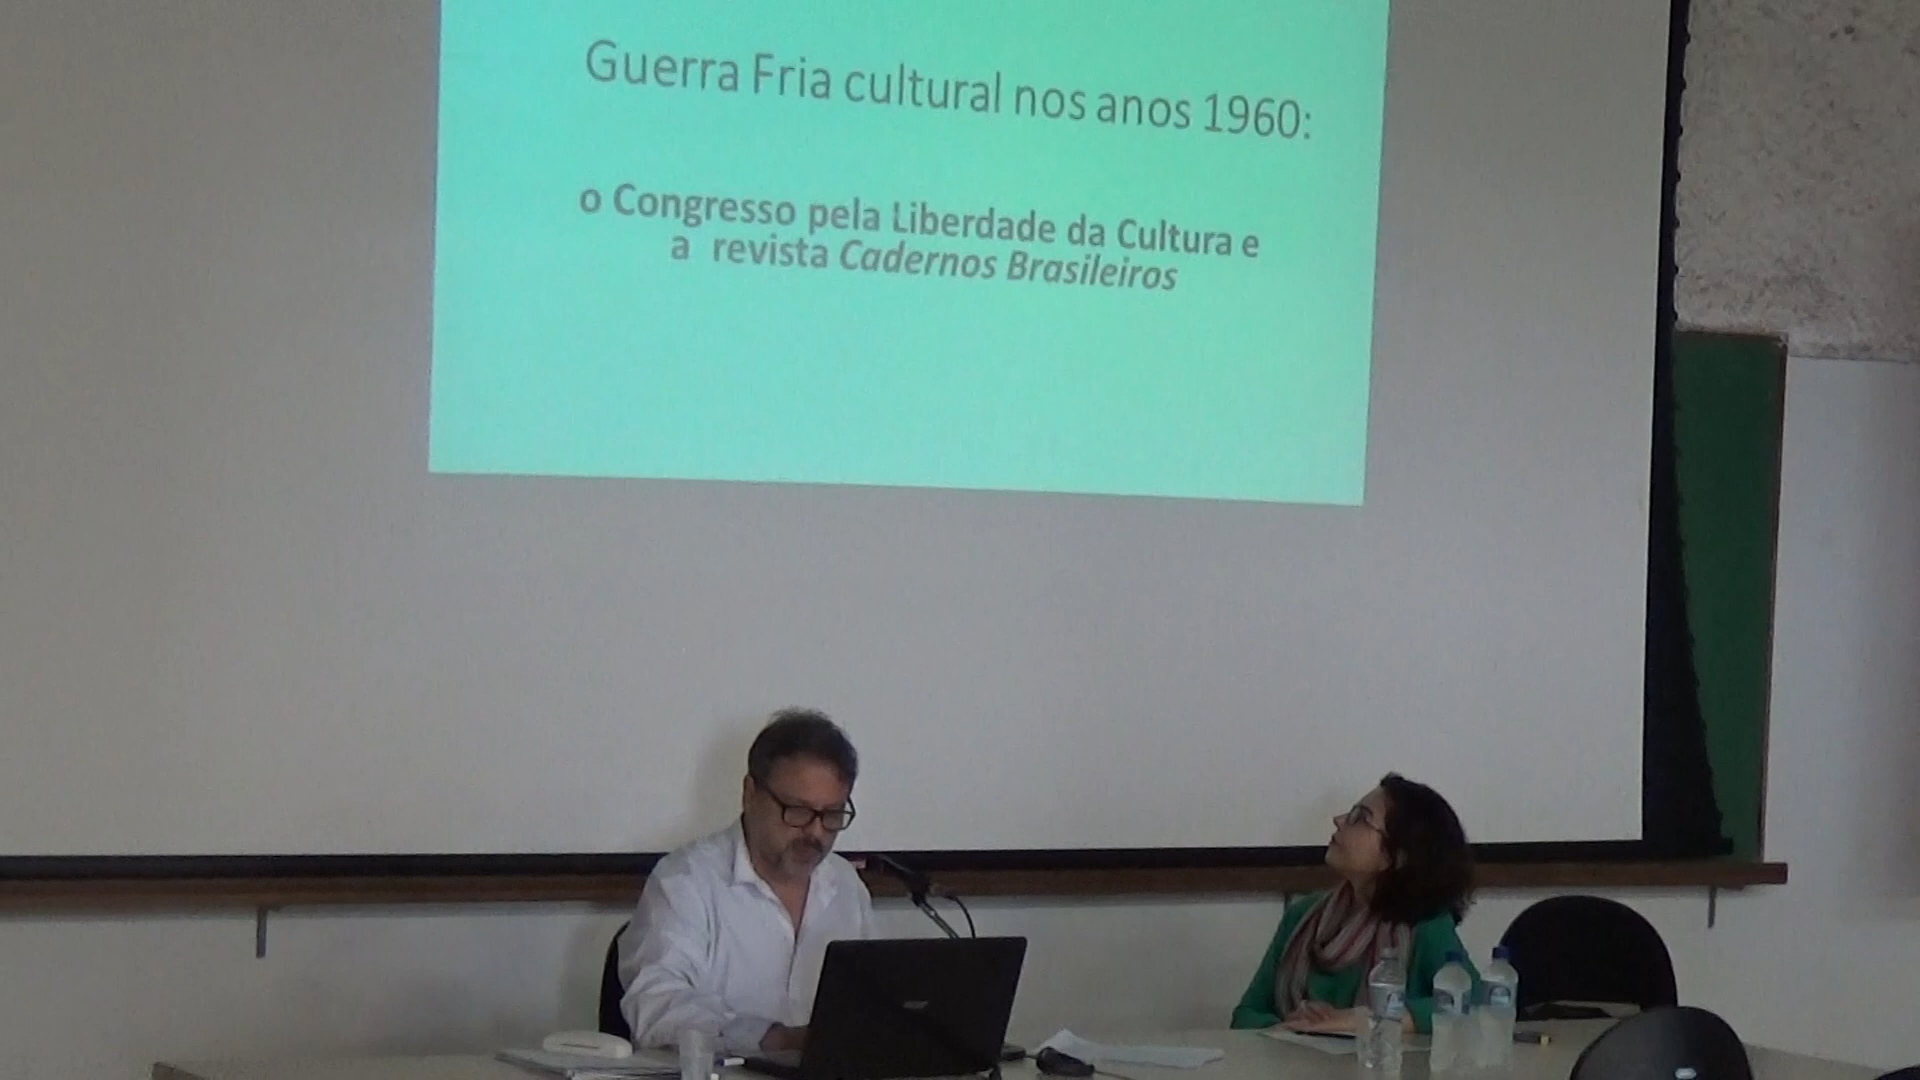 Guerra Fria cultural nos anos 1960:
o Congresso pela Liberdade da Cultura e
a revista Cadernos Brasileiros